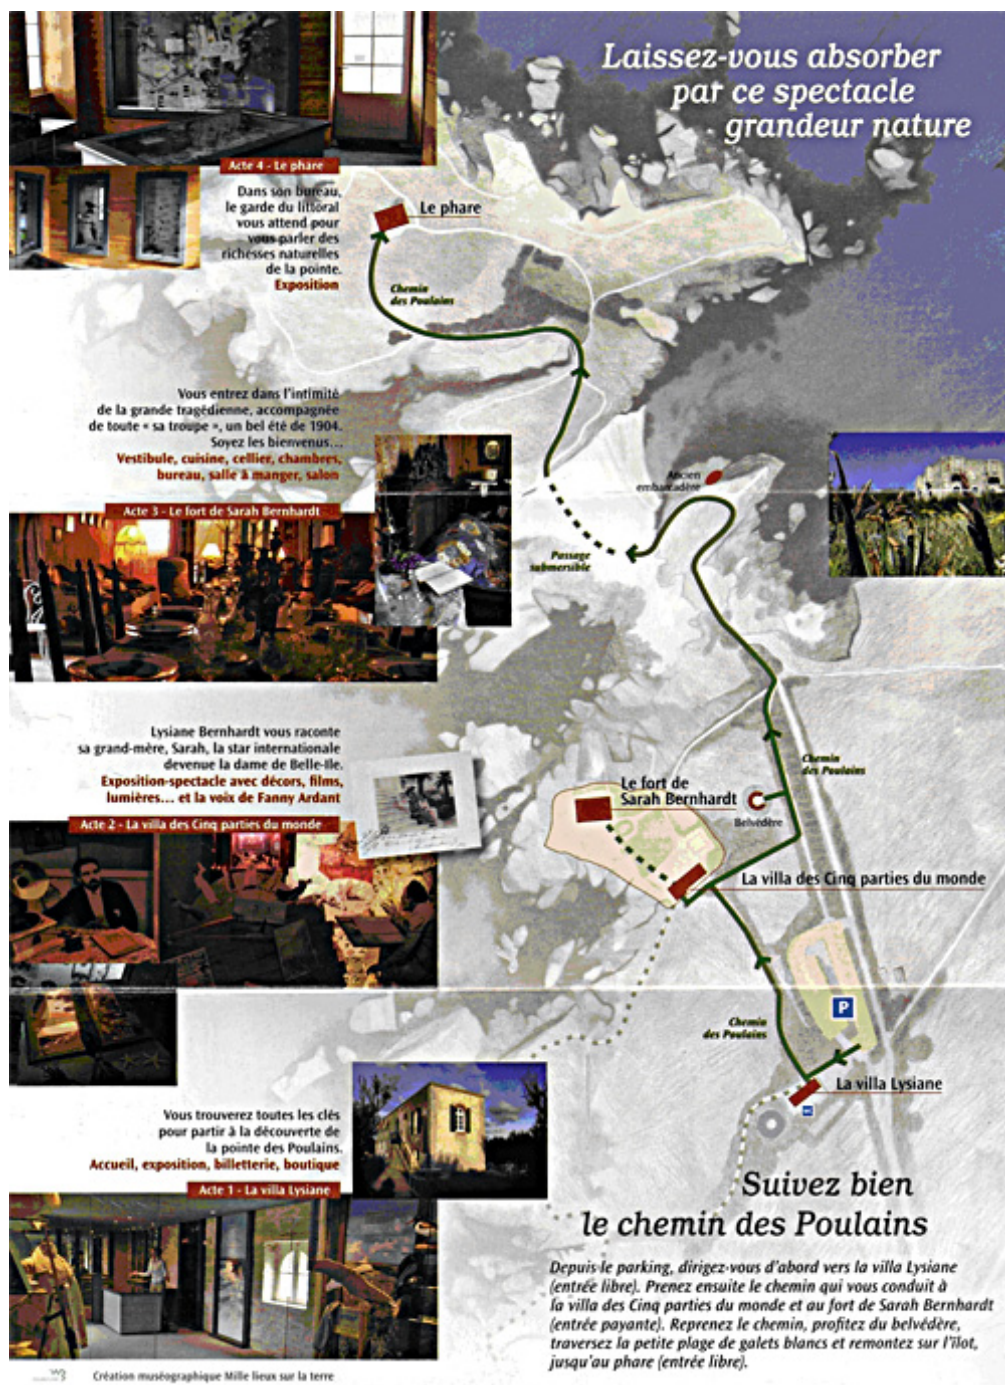 Laissez-vous absorber
par ce spectacle
grandeur nature
Acte 4 - Le phare
Dans son bureau,
le garde du littoral
vous attend pour
vous parler des
richesses naturelles
de la pointe.
Exposition
Le phare
Chemin
des Poulains
Vous entrez dans l'intimité
de la grande tragédienne, accompagnée
de toute « sa troupe », un bel été de 1904.
Soyez les bienvenus...
Vestibule, cuisine, cellier, chambres,
bureau, salle à manger, salon
Acte 3 - Le fort de Sarah Bernhardt
Ancien
embarcadère
Passage
submersible
Lysiane Bernhardt vous raconte
sa grand-mère, Sarah, la star internationale
devenue la dame de Belle-Ile.
Exposition-spectacle avec décors, films,
lumières... et la voix de Fanny Ardant
Acte 2 - La villa des Cinq parties du monde
Chemin
des Poulains
Le fort de
Sarah Bernhardt
Belvédère
La villa des Cinq parties du monde
P
Chemin
des Poulains
La villa Lysiane
Vous trouverez toutes les clés
pour partir à la découverte de
la pointe des Poulains.
Accueil, exposition, billetterie, boutique
Acte 1 - La villa Lysiane
Suivez bien
le chemin des Poulains
Depuis le parking, dirigez-vous d'abord vers la villa Lysiane
(entrée libre). Prenez ensuite le chemin qui vous conduit à
la villa des Cinq parties du monde et au fort de Sarah Bernhardt
(entrée payante). Reprenez le chemin, profitez du belvédère,
traversez la petite plage de galets blancs et remontez sur l'îlot,
jusqu'au phare (entrée libre).
Création muséographique Mille lieux sur la terre